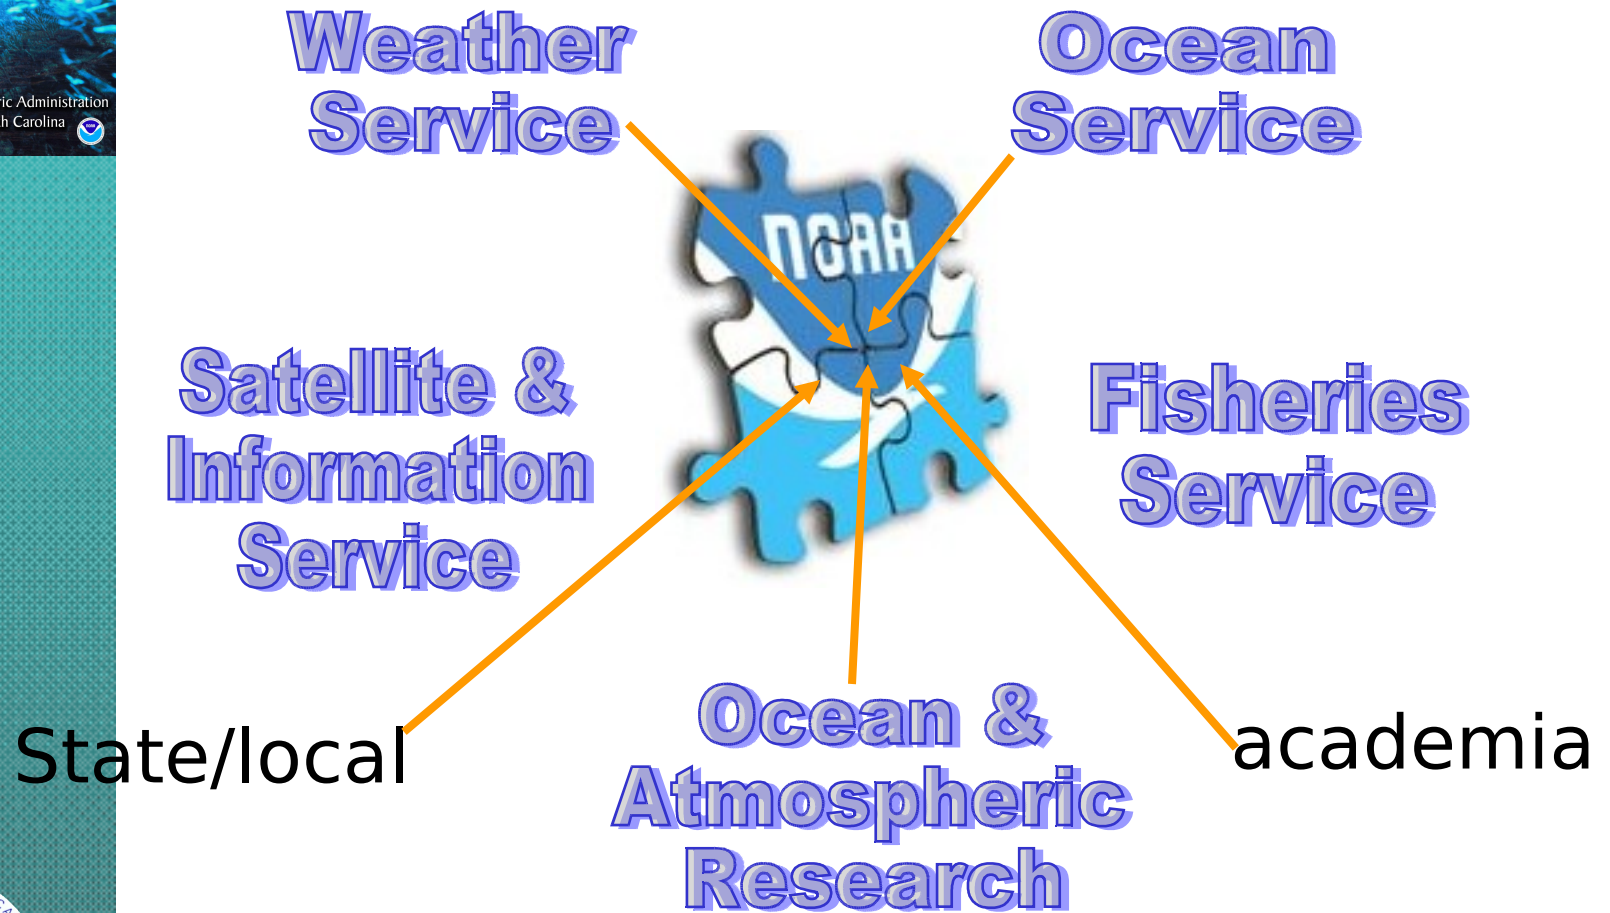 Weather
Service
Ocean
Service
ric Administration
h Carolina
NOAA
Satellite &
Information
Service
Fisheries
Service
State/local
academia
Ocean &
Atmospheric
Research